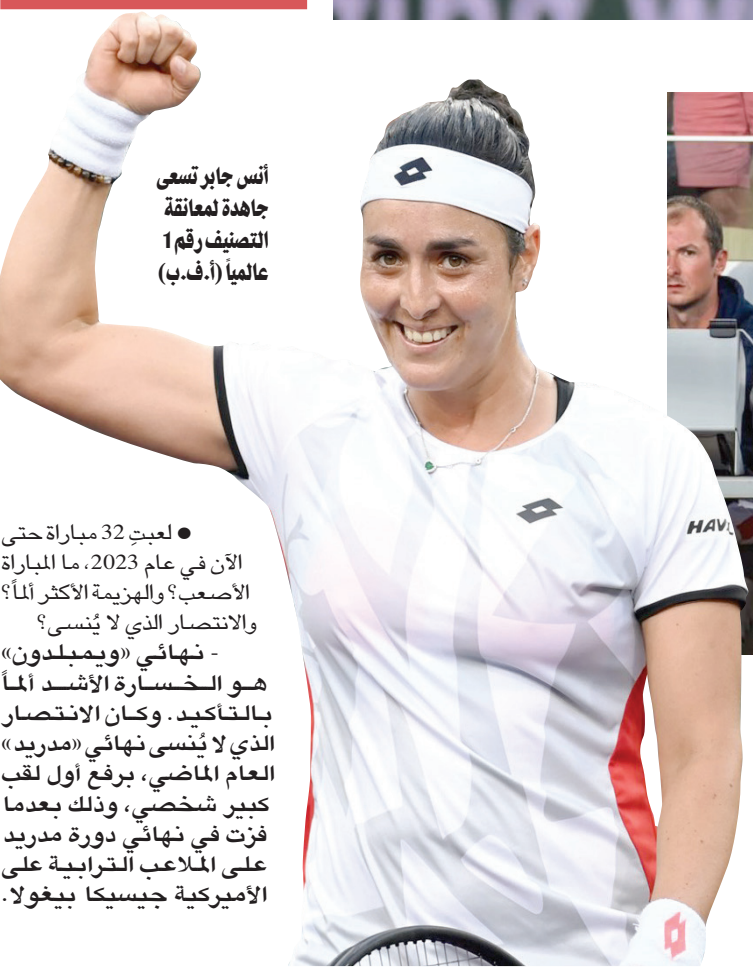 أنس جابر تسعى
جاهدة لمعانقة
التصنيف رقم 1
عالمياً (أ.ف.ب)
● لعبتِ 32 مباراة حتى
الآن في عام 2023، ما المباراة
الأصعب؟ والهزيمة الأكثر ألماً؟
والانتصار الذي لا يُنسى؟
- نهائي «ويمبلدون»
هو الخسارة الأشد ألماً
بالتأكيد. وكان الانتصار
الذي لا يُنسى نهائي «مدريد»
العام الماضي، برفع أول لقب
كبير شخصي، وذلك بعدما
فزت في نهائي دورة مدريد
على الملاعب الترابية على
الأميركية جيسيكا بيغولا.